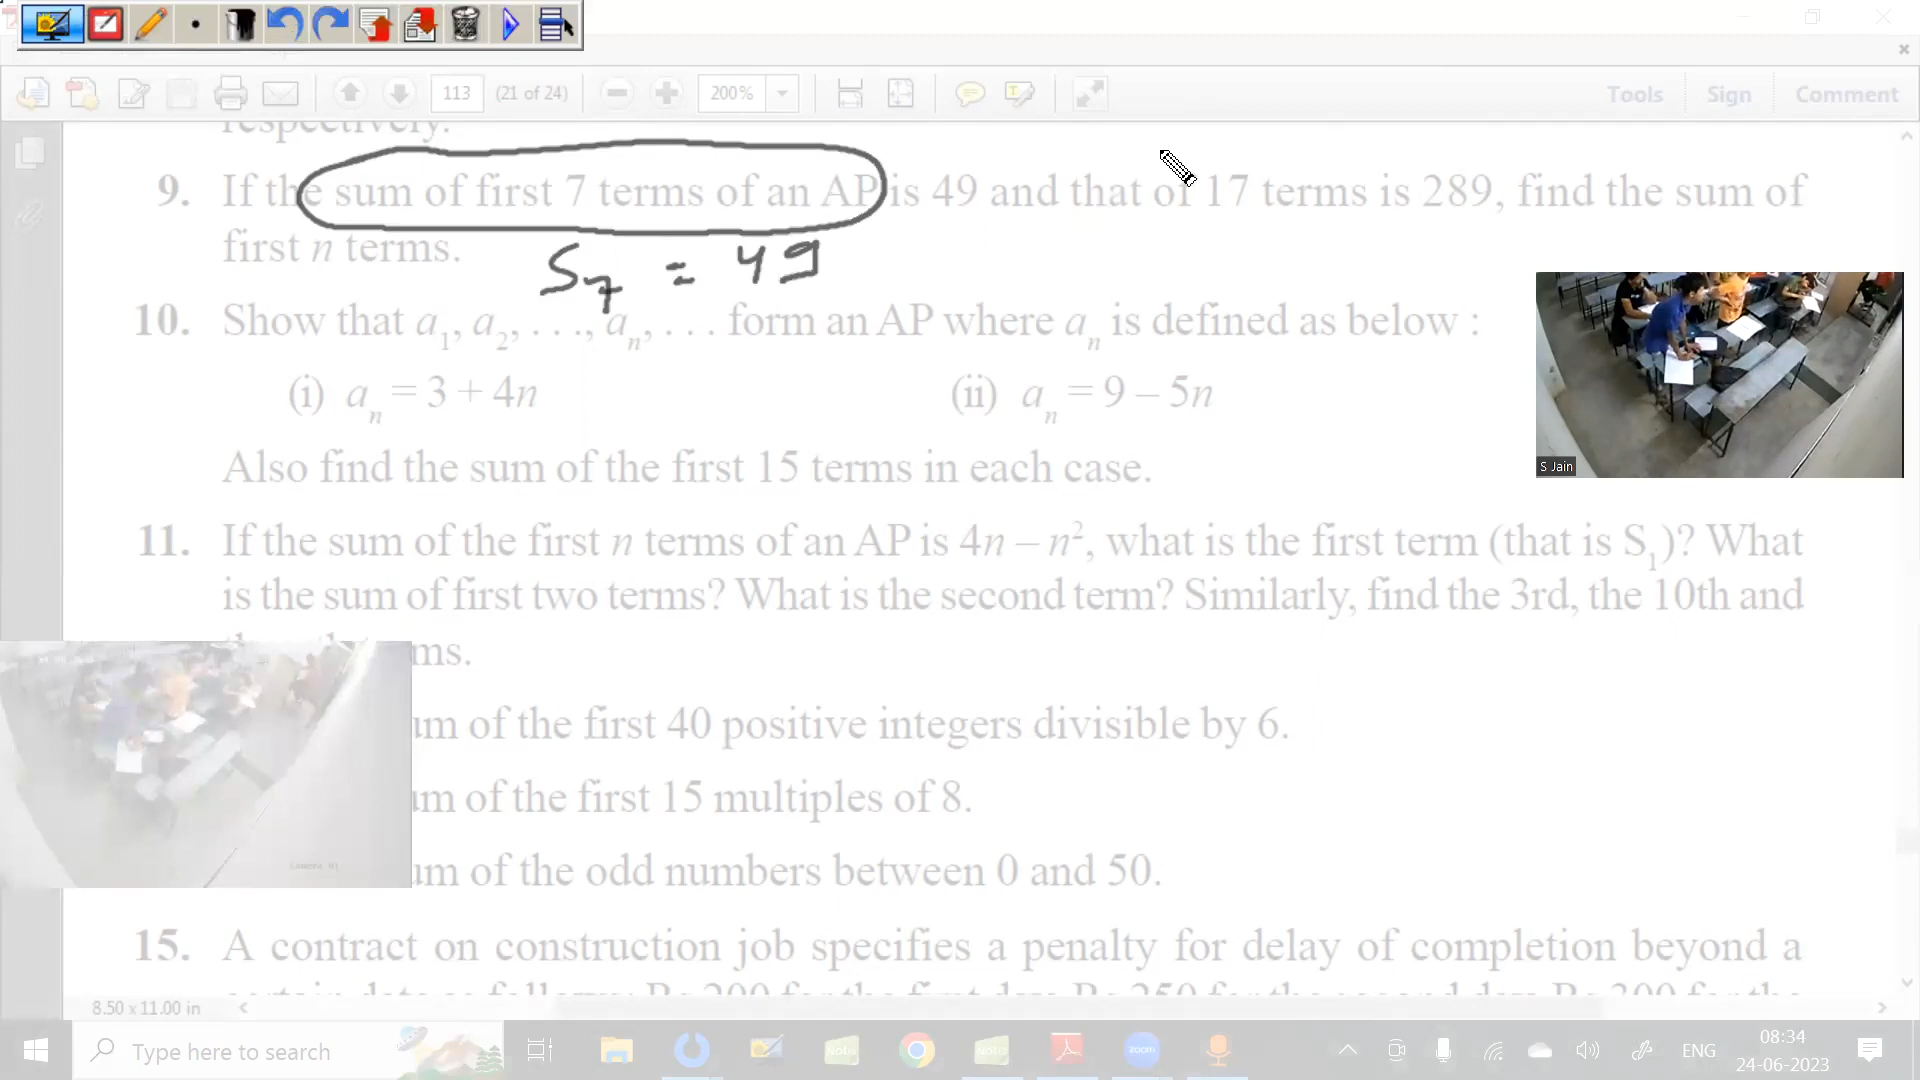 113 (21 of 24) 200% Tools Sign Comment
respectively.
9. If the sum of first 7 terms of an AP is 49 and that of 17 terms is 289, find the sum of
first n terms.
S₇ = 49
10. Show that a₁, a₂, . . ., aₙ, . . . form an AP where aₙ is defined as below :
(i) aₙ = 3 + 4n (ii) aₙ = 9 – 5n
S Jain
Also find the sum of the first 15 terms in each case.
11. If the sum of the first n terms of an AP is 4n – n², what is the first term (that is S₁)? What
is the sum of first two terms? What is the second term? Similarly, find the 3rd, the 10th and
ms.
um of the first 40 positive integers divisible by 6.
um of the first 15 multiples of 8.
Camera 01
um of the odd numbers between 0 and 50.
15. A contract on construction job specifies a penalty for delay of completion beyond a
8.50 x 11.00 in
Type here to search
Note
Note
zoom
ENG
08:34
24-06-2023